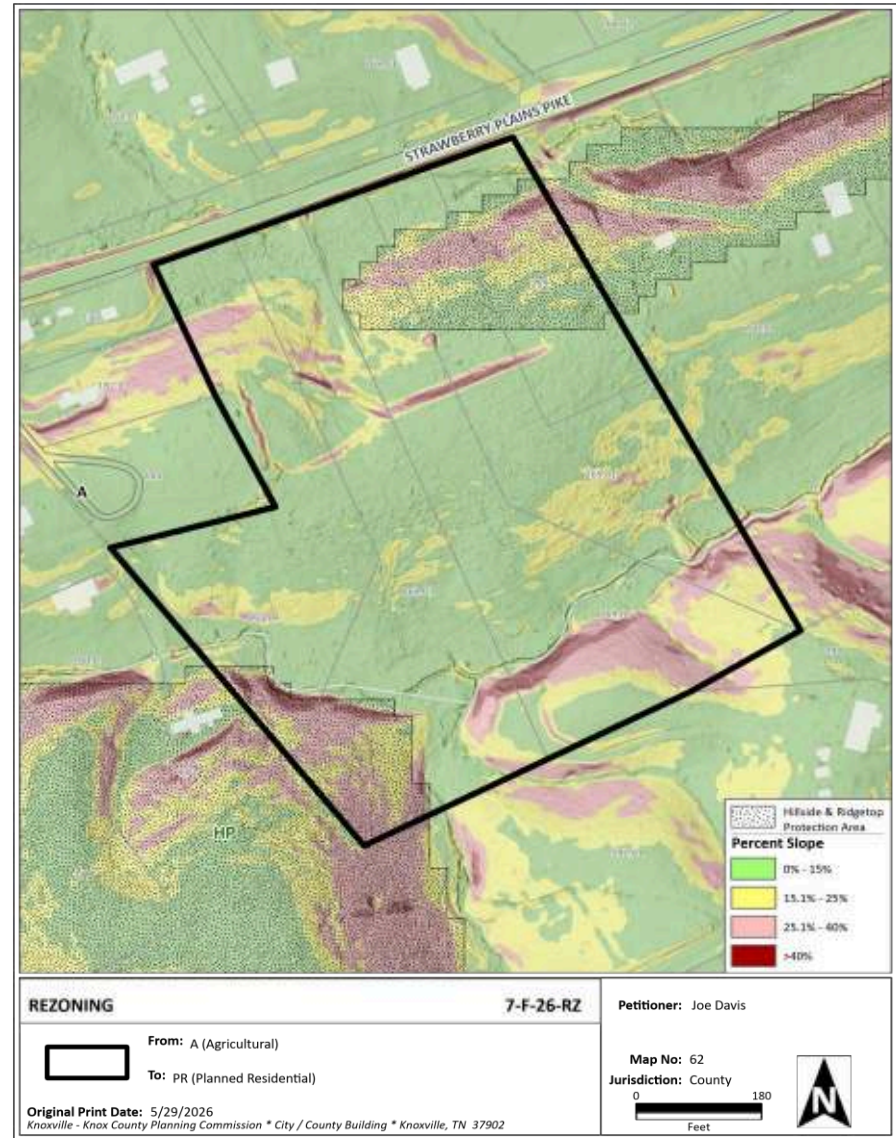 STRAWBERRY PLAINS PIKE
A
HP
Hillside & Ridgetop
Protection Area
Percent Slope
0% - 15%
15.1% - 25%
25.1% - 40%
>40%
REZONING
7-F-26-RZ
From: A (Agricultural)
To: PR (Planned Residential)
Original Print Date: 5/29/2026
Knoxville - Knox County Planning Commission * City / County Building * Knoxville, TN 37902
Petitioner: Joe Davis
Map No: 62
Jurisdiction: County
0 180
Feet
N